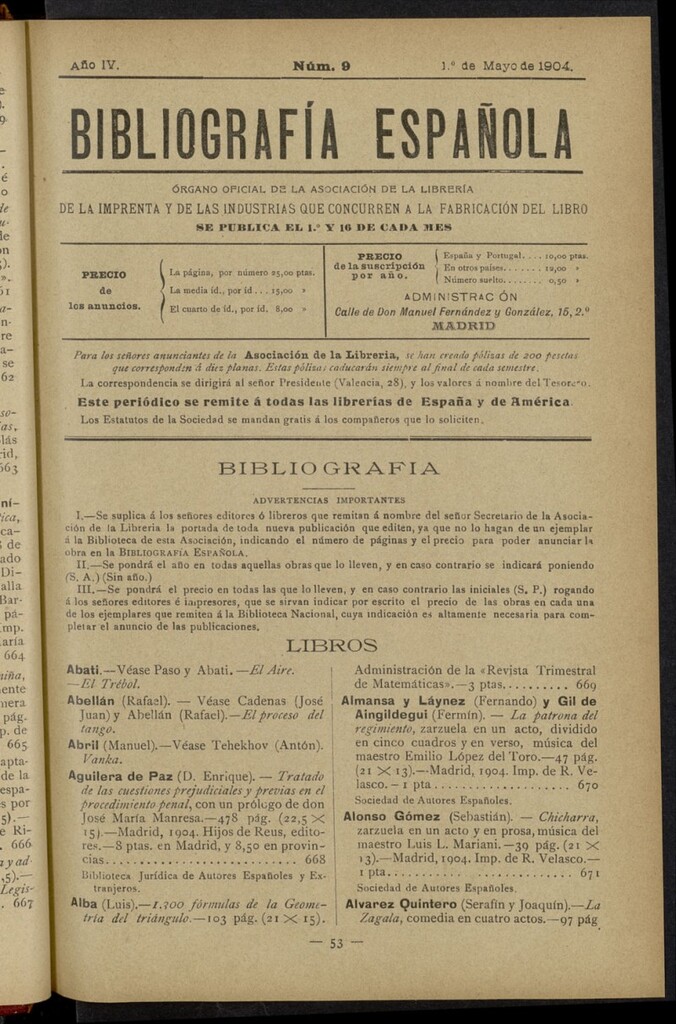 Año IV.
Núm. 9
1.º de Mayo de 1904.
BIBLIOGRAFÍA ESPAÑOLA
ÓRGANO OFICIAL DE LA ASOCIACIÓN DE LA LIBRERÍA
DE LA IMPRENTA Y DE LAS INDUSTRIAS QUE CONCURREN A LA FABRICACIÓN DEL LIBRO
SE PUBLICA EL 1.º Y 16 DE CADA MES
PRECIO
de
los anuncios.
La página, por número 25,00 ptas.
La media íd., por íd... 15,00 »
El cuarto de íd., por íd. 8,00 »
PRECIO
de la suscripción
por año.
España y Portugal.... 10,00 ptas.
En otros países....... 12,00 »
Número suelto....... 0,50 »
ADMINISTRACIÓN
Calle de Don Manuel Fernández y González, 15, 2.º
MADRID
Para los señores anunciantes de la Asociación de la Librería, se han creado pólizas de 200 pesetas
que corresponden á diez planas. Estas pólizas caducarán siempre al final de cada semestre.
La correspondencia se dirigirá al señor Presidente (Valencia, 28), y los valores á nombre del Tesorero.
Este periódico se remite á todas las librerías de España y de América.
Los Estatutos de la Sociedad se mandan gratis á los compañeros que lo soliciten.
BIBLIOGRAFIA
ADVERTENCIAS IMPORTANTES
I.—Se suplica á los señores editores ó libreros que remitan á nombre del señor Secretario de la Asocia-
ción de la Librería la portada de toda nueva publicación que editen, ya que no lo hagan de un ejemplar
á la Biblioteca de esta Asociación, indicando el número de páginas y el precio para poder anunciar la
obra en la BIBLIOGRAFÍA ESPAÑOLA.
II.—Se pondrá el año en todas aquellas obras que lo lleven, y en caso contrario se indicará poniendo
(S. A.) (Sin año.)
III.—Se pondrá el precio en todas las que lo lleven, y en caso contrario las iniciales (S. P.) rogando
á los señores editores é impresores, que se sirvan indicar por escrito el precio de las obras en cada una
de los ejemplares que remiten á la Biblioteca Nacional, cuya indicación es altamente necesaria para com-
pletar el anuncio de las publicaciones.
LIBROS
Abati.—Véase Paso y Abati.—El Aire.
—El Trébol.
Abellán (Rafael). — Véase Cadenas (José
Juan) y Abellán (Rafael).—El proceso del
tango.
Abril (Manuel).—Véase Tehekhov (Antón).
Vanka.
Aguilera de Paz (D. Enrique). — Tratado
de las cuestiones prejudiciales y previas en el
procedimiento penal, con un prólogo de don
José María Manresa.—478 pág. (22,5 ×
15).—Madrid, 1904. Hijos de Reus, edito-
res.—8 ptas. en Madrid, y 8,50 en provin-
cias.......................... 668
Biblioteca Jurídica de Autores Españoles y Ex-
tranjeros.
Alba (Luis).—1.200 fórmulas de la Geome-
tría del triángulo.—103 pág. (21 × 15).
Administración de la «Revista Trimestral
de Matemáticas».—3 ptas.......... 669
Almansa y Láynez (Fernando) y Gil de
Aingildegui (Fermín). — La patrona del
regimiento, zarzuela en un acto, dividido
en cinco cuadros y en verso, música del
maestro Emilio López del Toro.—47 pág.
(21 × 13).—Madrid, 1904. Imp. de R. Ve-
lasco.— 1 pta.................... 670
Sociedad de Autores Españoles.
Alonso Gómez (Sebastián). — Chicharra,
zarzuela en un acto y en prosa, música del
maestro Luis L. Mariani.—39 pág. (21 ×
13).—Madrid, 1904. Imp. de R. Velasco.—
1 pta.......................... 671
Sociedad de Autores Españoles.
Alvarez Quintero (Serafín y Joaquín).—La
Zagala, comedia en cuatro actos.—97 pág
— 53 —